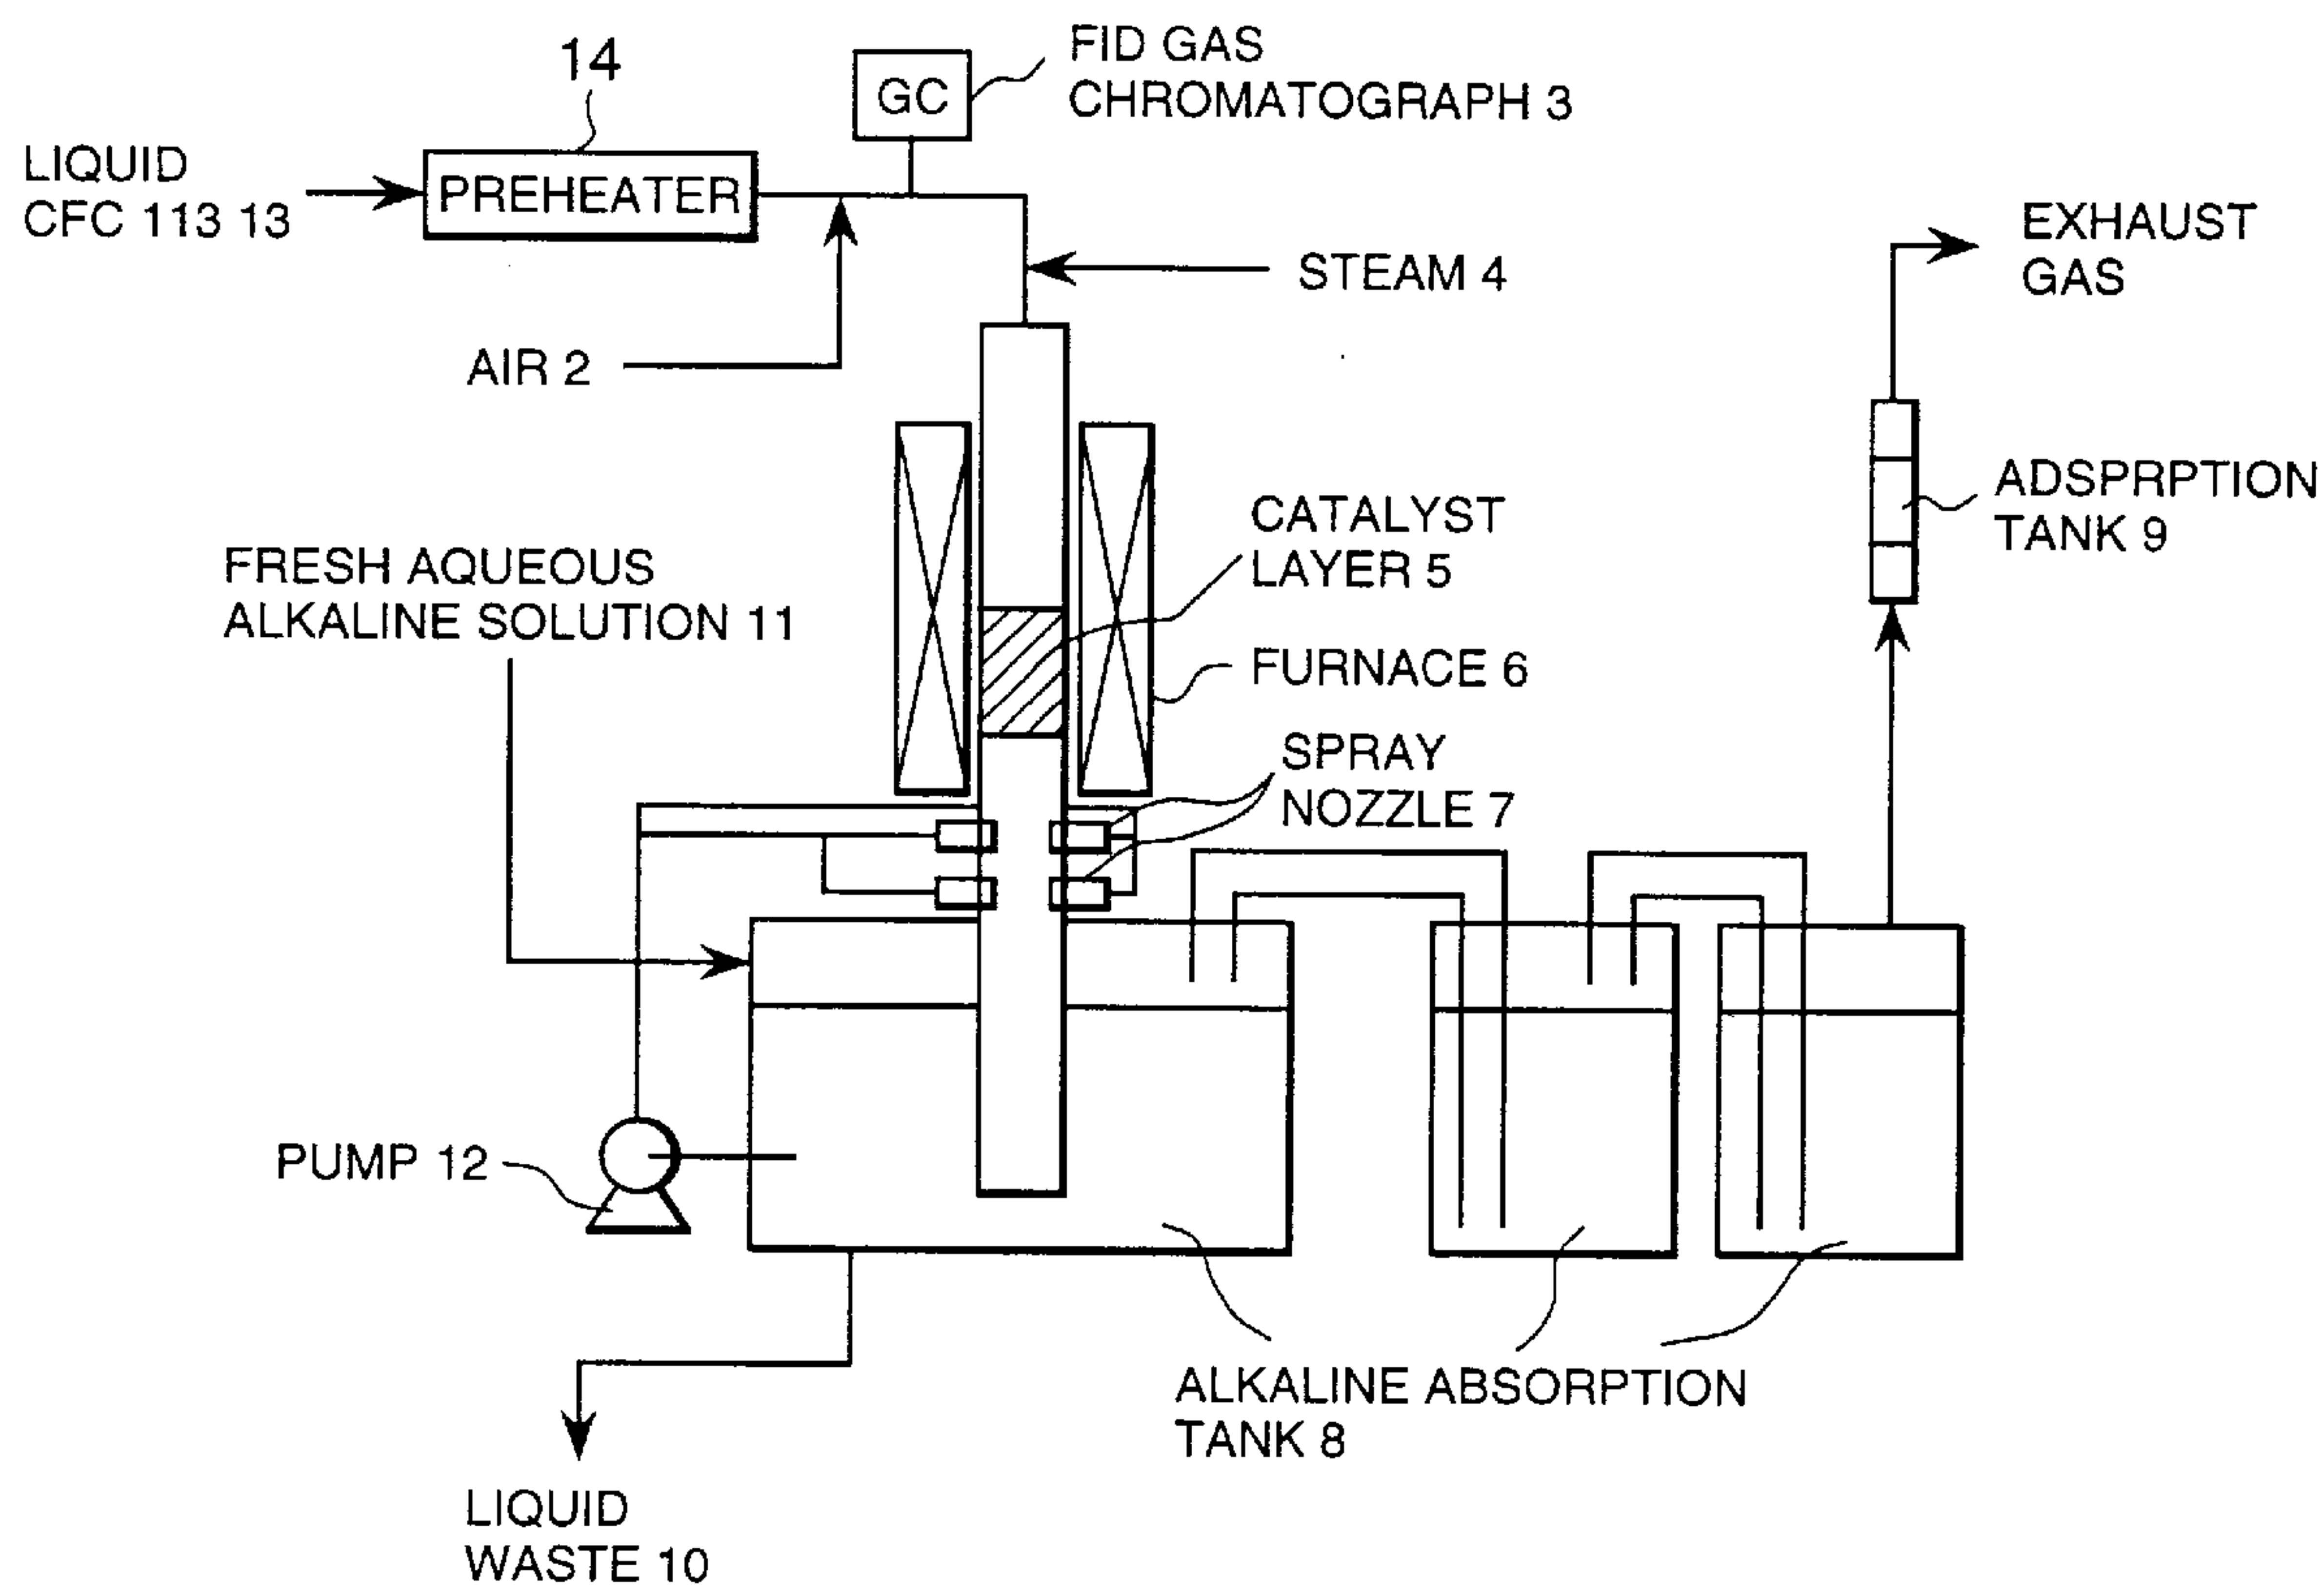 14
GC
FID GAS
CHROMATOGRAPH 3
LIQUID
CFC 113 13
PREHEATER
STEAM 4
EXHAUST
GAS
AIR 2
CATALYST
LAYER 5
ADSPRPTION
TANK 9
FRESH AQUEOUS
ALKALINE SOLUTION 11
FURNACE 6
SPRAY
NOZZLE 7
PUMP 12
ALKALINE ABSORPTION
TANK 8
LIQUID
WASTE 10